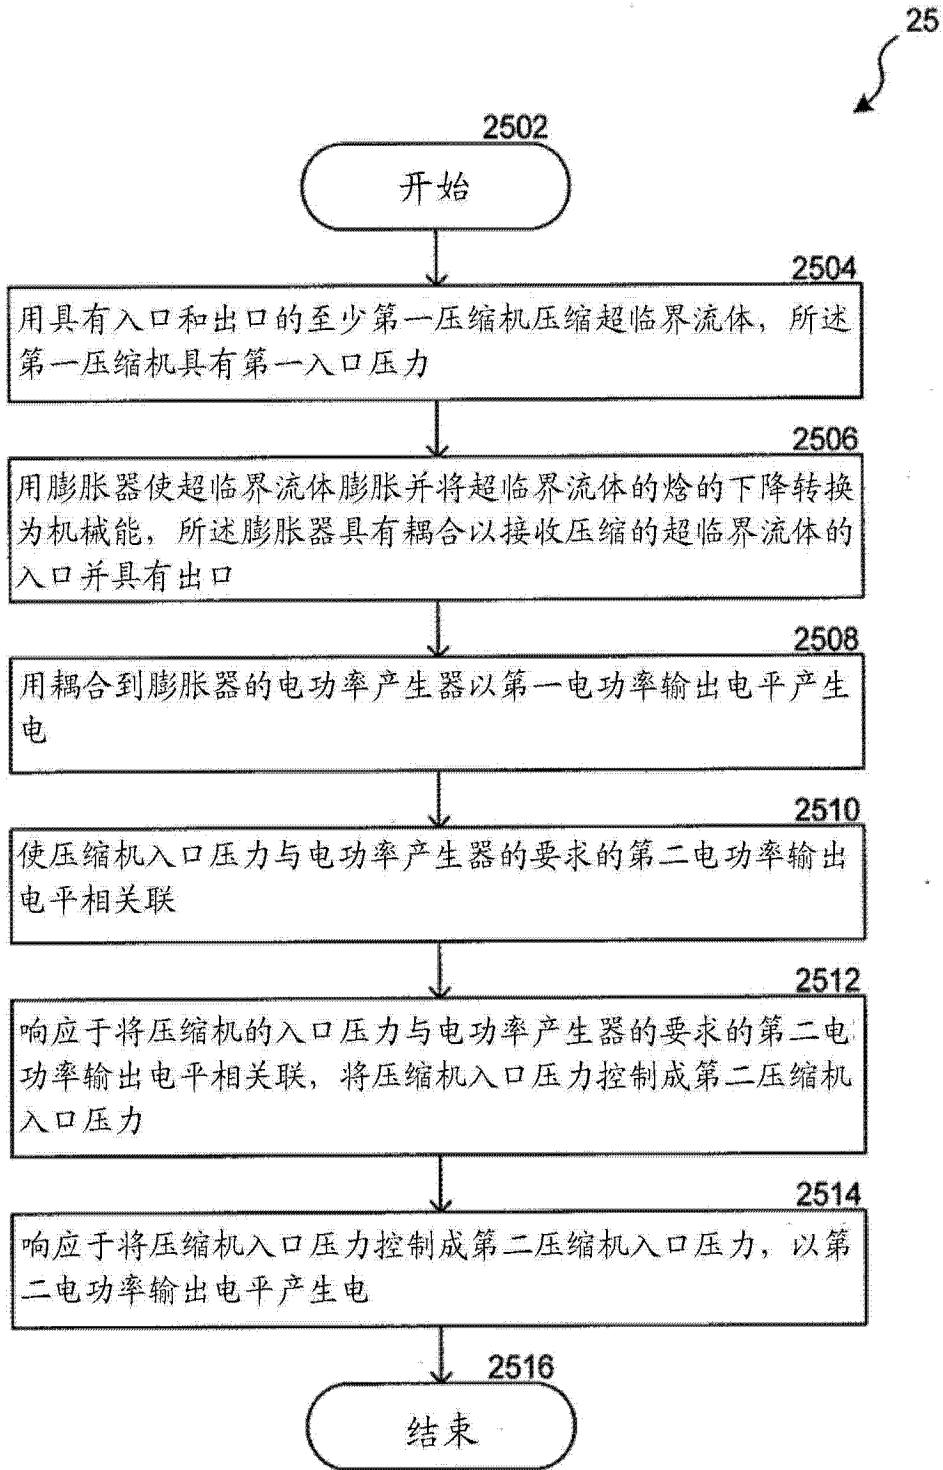 25
2502
开始
2504
用具有入口和出口的至少第一压缩机压缩超临界流体，所述
第一压缩机具有第一入口压力
2506
用膨胀器使超临界流体膨胀并将超临界流体的焓的下降转换
为机械能，所述膨胀器具有耦合以接收压缩的超临界流体的
入口并具有出口
2508
用耦合到膨胀器的电功率产生器以第一电功率输出电平产生
电
2510
使压缩机入口压力与电功率产生器的要求的第二电功率输出
电平相关联
2512
响应于将压缩机的入口压力与电功率产生器的要求的第二电
功率输出电平相关联，将压缩机入口压力控制成第二压缩机
入口压力
2514
响应于将压缩机入口压力控制成第二压缩机入口压力，以第
二电功率输出电平产生电
2516
结束